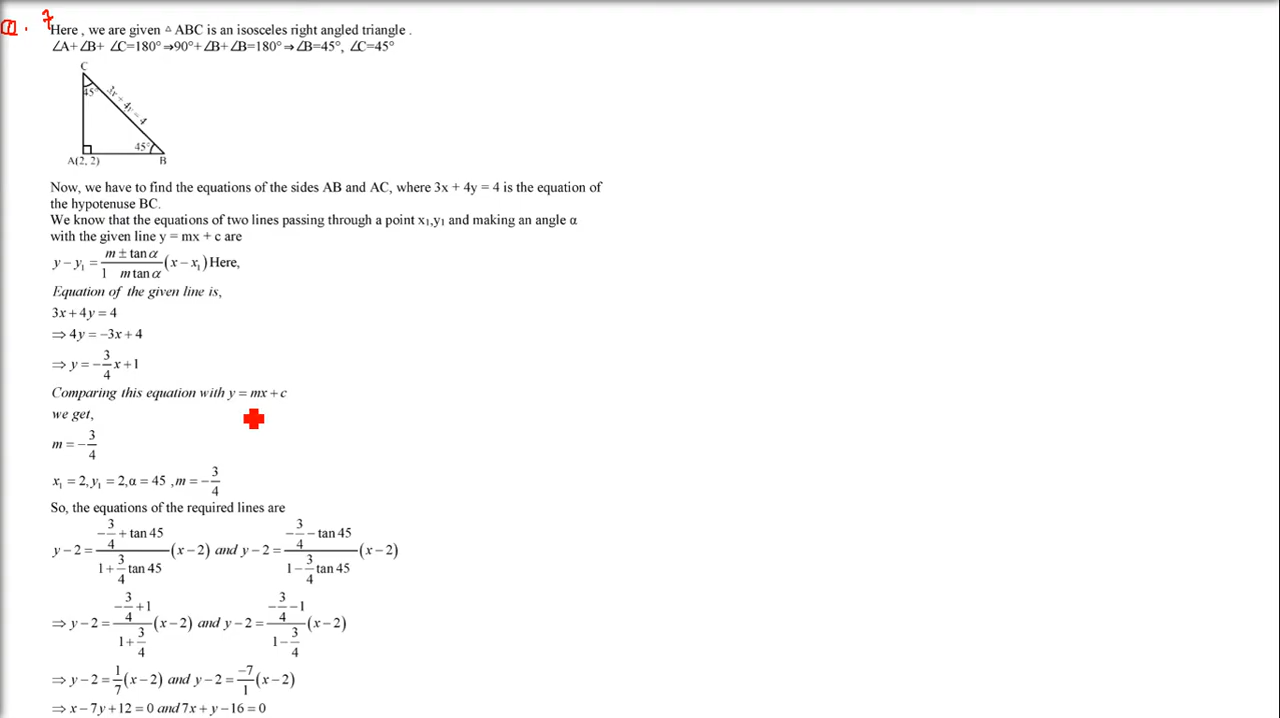 Q. 7
Here , we are given △ ABC is an isosceles right angled triangle .
∠A+∠B+ ∠C=180°⇒90°+∠B+∠B=180°⇒∠B=45°, ∠C=45°
C
45°
3x + 4y = 4
45°
A(2, 2) B
Now, we have to find the equations of the sides AB and AC, where 3x + 4y = 4 is the equation of
the hypotenuse BC.
We know that the equations of two lines passing through a point x₁,y₁ and making an angle α
with the given line y = mx + c are
y − y₁ = (m ± tan α)/(1   m tan α) (x − x₁) Here,
Equation of the given line is,
3x + 4y = 4
⇒ 4y = −3x + 4
⇒ y = −3/4 x + 1
Comparing this equation with y = mx + c
we get,
m = −3/4
x₁ = 2, y₁ = 2, α = 45 , m = −3/4
So, the equations of the required lines are
y − 2 = (−3/4 + tan 45)/(1 + 3/4 tan 45) (x − 2) and y − 2 = (−3/4 − tan 45)/(1 − 3/4 tan 45) (x − 2)
⇒ y − 2 = (−3/4 + 1)/(1 + 3/4) (x − 2) and y − 2 = (−3/4 − 1)/(1 − 3/4) (x − 2)
⇒ y − 2 = 1/7 (x − 2) and y − 2 = −7/1 (x − 2)
⇒ x − 7y + 12 = 0 and 7x + y − 16 = 0